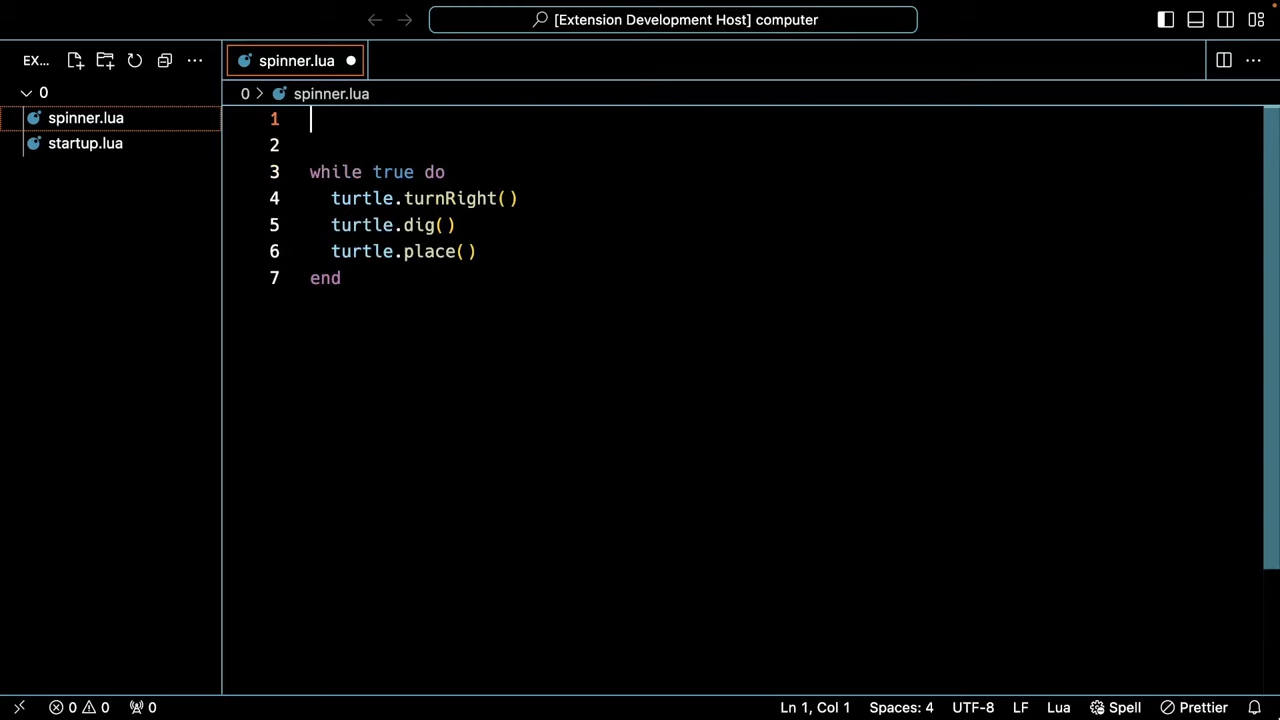 [Extension Development Host] computer
EX...
spinner.lua
0
0 > spinner.lua
spinner.lua
startup.lua
1
2
3 while true do
4 turtle.turnRight()
5 turtle.dig()
6 turtle.place()
7 end
0 0 0 Ln 1, Col 1 Spaces: 4 UTF-8 LF Lua Spell Prettier